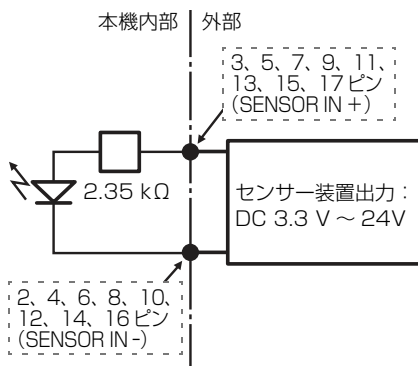 本機内部
外部
3、5、7、9、11、
13、15、17ピン
(SENSOR IN +)
2.35 kΩ
センサー装置出力：
DC 3.3 V ～ 24V
2、4、6、8、10、
12、14、16ピン
(SENSOR IN -)